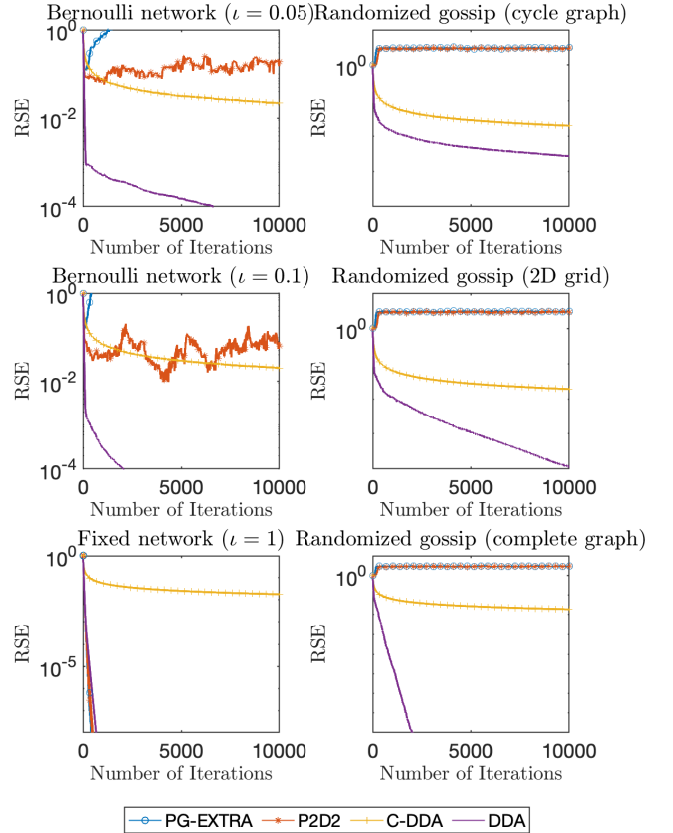 Bernoulli network (ι = 0.05)
Randomized gossip (cycle graph)
10^0
10^-2
10^-4
RSE
0 5000 10000
Number of Iterations
10^0
RSE
0 5000 10000
Number of Iterations
Bernoulli network (ι = 0.1)
Randomized gossip (2D grid)
10^0
10^-2
10^-4
RSE
0 5000 10000
Number of Iterations
10^0
RSE
0 5000 10000
Number of Iterations
Fixed network (ι = 1)
Randomized gossip (complete graph)
10^0
10^-5
RSE
0 5000 10000
Number of Iterations
10^0
RSE
0 5000 10000
Number of Iterations
PG-EXTRA P2D2 C-DDA DDA